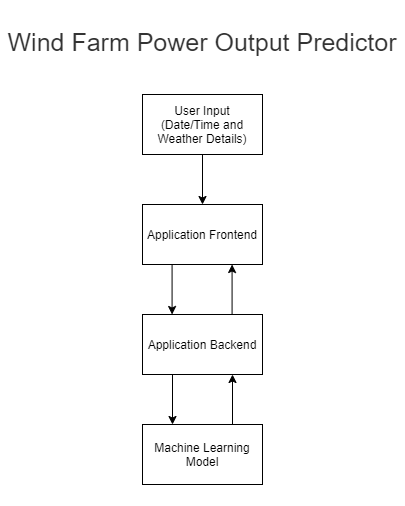 Wind Farm Power Output Predictor
User Input
(Date/Time and
Weather Details)
Application Frontend
Application Backend
Machine Learning
Model